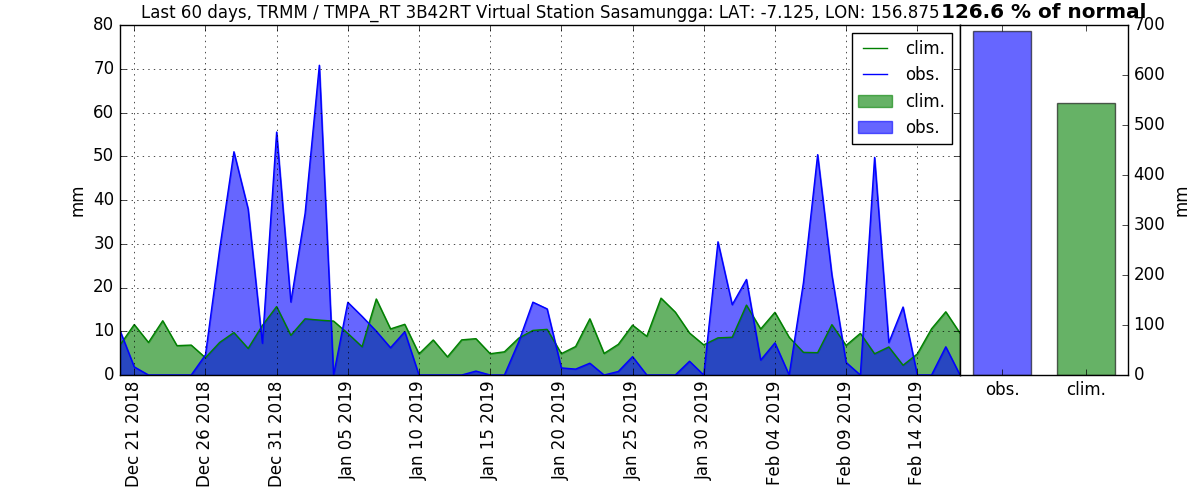 Last 60 days, TRMM / TMPA_RT 3B42RT Virtual Station Sasamungga: LAT: -7.125, LON: 156.875
126.6 % of normal
mm
80
70
60
50
40
30
20
10
0
clim.
obs.
clim.
obs.
700
600
500
400
300
200
100
0
mm
Dec 21 2018
Dec 26 2018
Dec 31 2018
Jan 05 2019
Jan 10 2019
Jan 15 2019
Jan 20 2019
Jan 25 2019
Jan 30 2019
Feb 04 2019
Feb 09 2019
Feb 14 2019
obs.
clim.